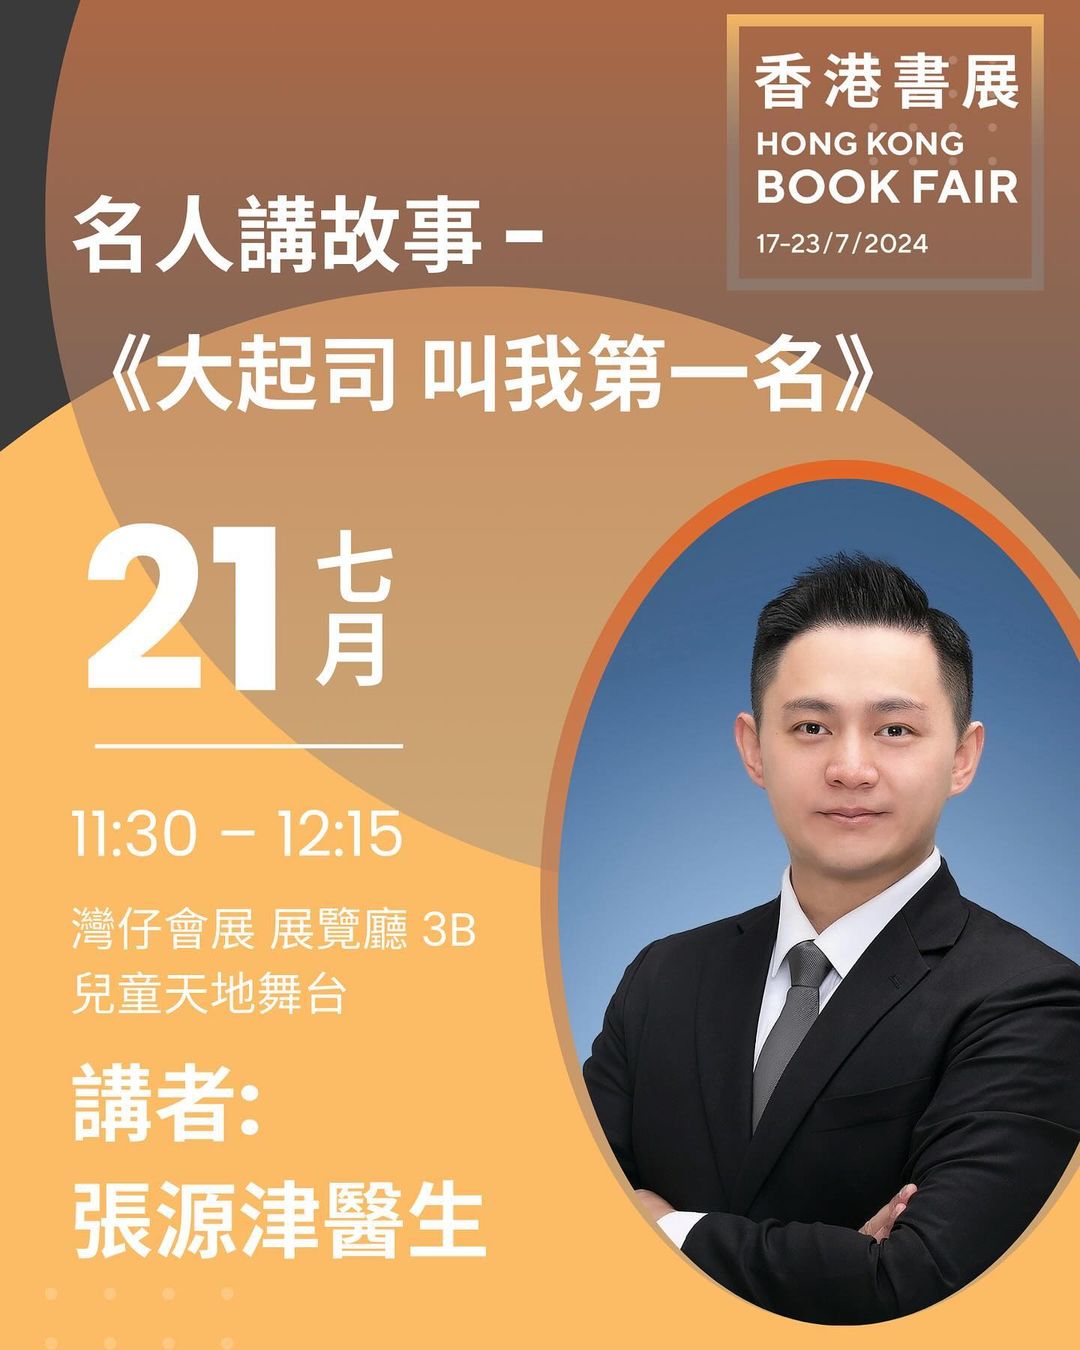 香港書展
HONG KONG
BOOK FAIR
17-23/7/2024
名人講故事 -
《大起司 叫我第一名》
21 七月
11:30 – 12:15
灣仔會展 展覽廳 3B
兒童天地舞台
講者:
張源津醫生